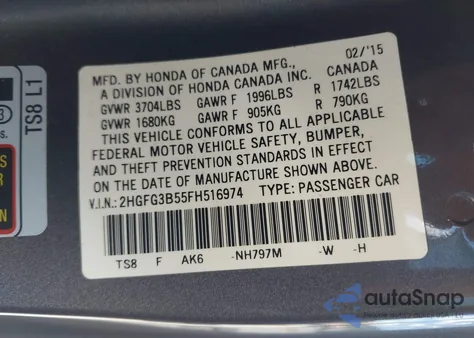 MFD. BY HONDA OF CANADA MFG., 02/'15
A DIVISION OF HONDA CANADA INC. CANADA
GVWR 3704LBS GAWR F 1996LBS R 1742LBS
GVWR 1680KG GAWR F 905KG R 790KG
THIS VEHICLE CONFORMS TO ALL APPLICABLE
FEDERAL MOTOR VEHICLE SAFETY, BUMPER,
AND THEFT PREVENTION STANDARDS IN EFFECT
ON THE DATE OF MANUFACTURE SHOWN ABOVE.
V.I.N.: 2HGFG3B55FH516974 TYPE: PASSENGER CAR
TS8 F AK6 -NH797M -W -H
TS8 L1
3
s.
autoSnap